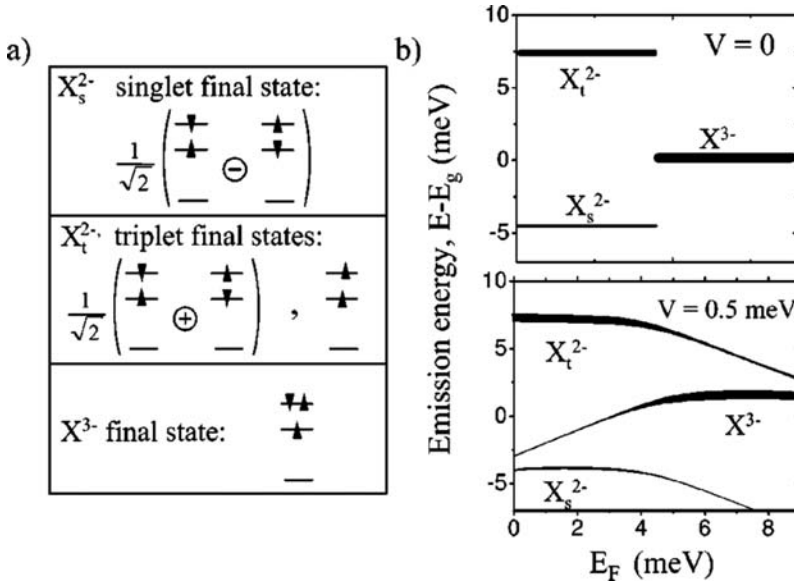 a)
X_s^{2-} singlet final state:
1/√2 ( ⊖ )
X_t^{2-}, triplet final states:
1/√2 ( ⊕ ) ,
X^{3-} final state:
b)
Emission energy, E-E_g (meV)
10
5
0
-5
V = 0
X_t^{2-}
X^{3-}
X_s^{2-}
5
0
-5
V = 0.5 meV
X_t^{2-}
X^{3-}
X_s^{2-}
0 2 4 6 8
E_F (meV)